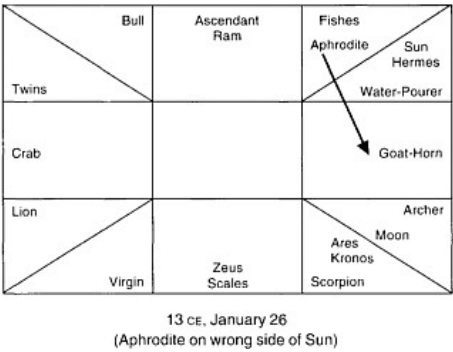 Bull
Ascendant
Ram
Fishes
Aphrodite
Sun
Hermes
Twins
Water-Pourer
Crab
Goat-Horn
Lion
Archer
Moon
Ares
Kronos
Virgin
Zeus
Scales
Scorpion
13 CE, January 26
(Aphrodite on wrong side of Sun)